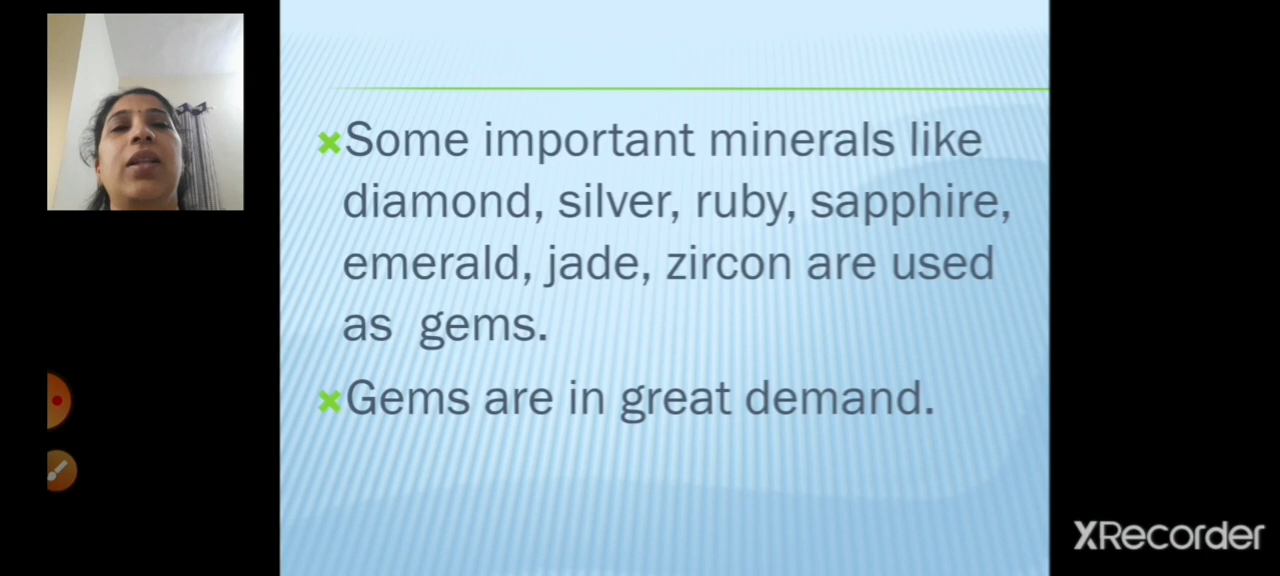 Some important minerals like
diamond, silver, ruby, sapphire,
emerald, jade, zircon are used
as gems.
Gems are in great demand.
XRecorder